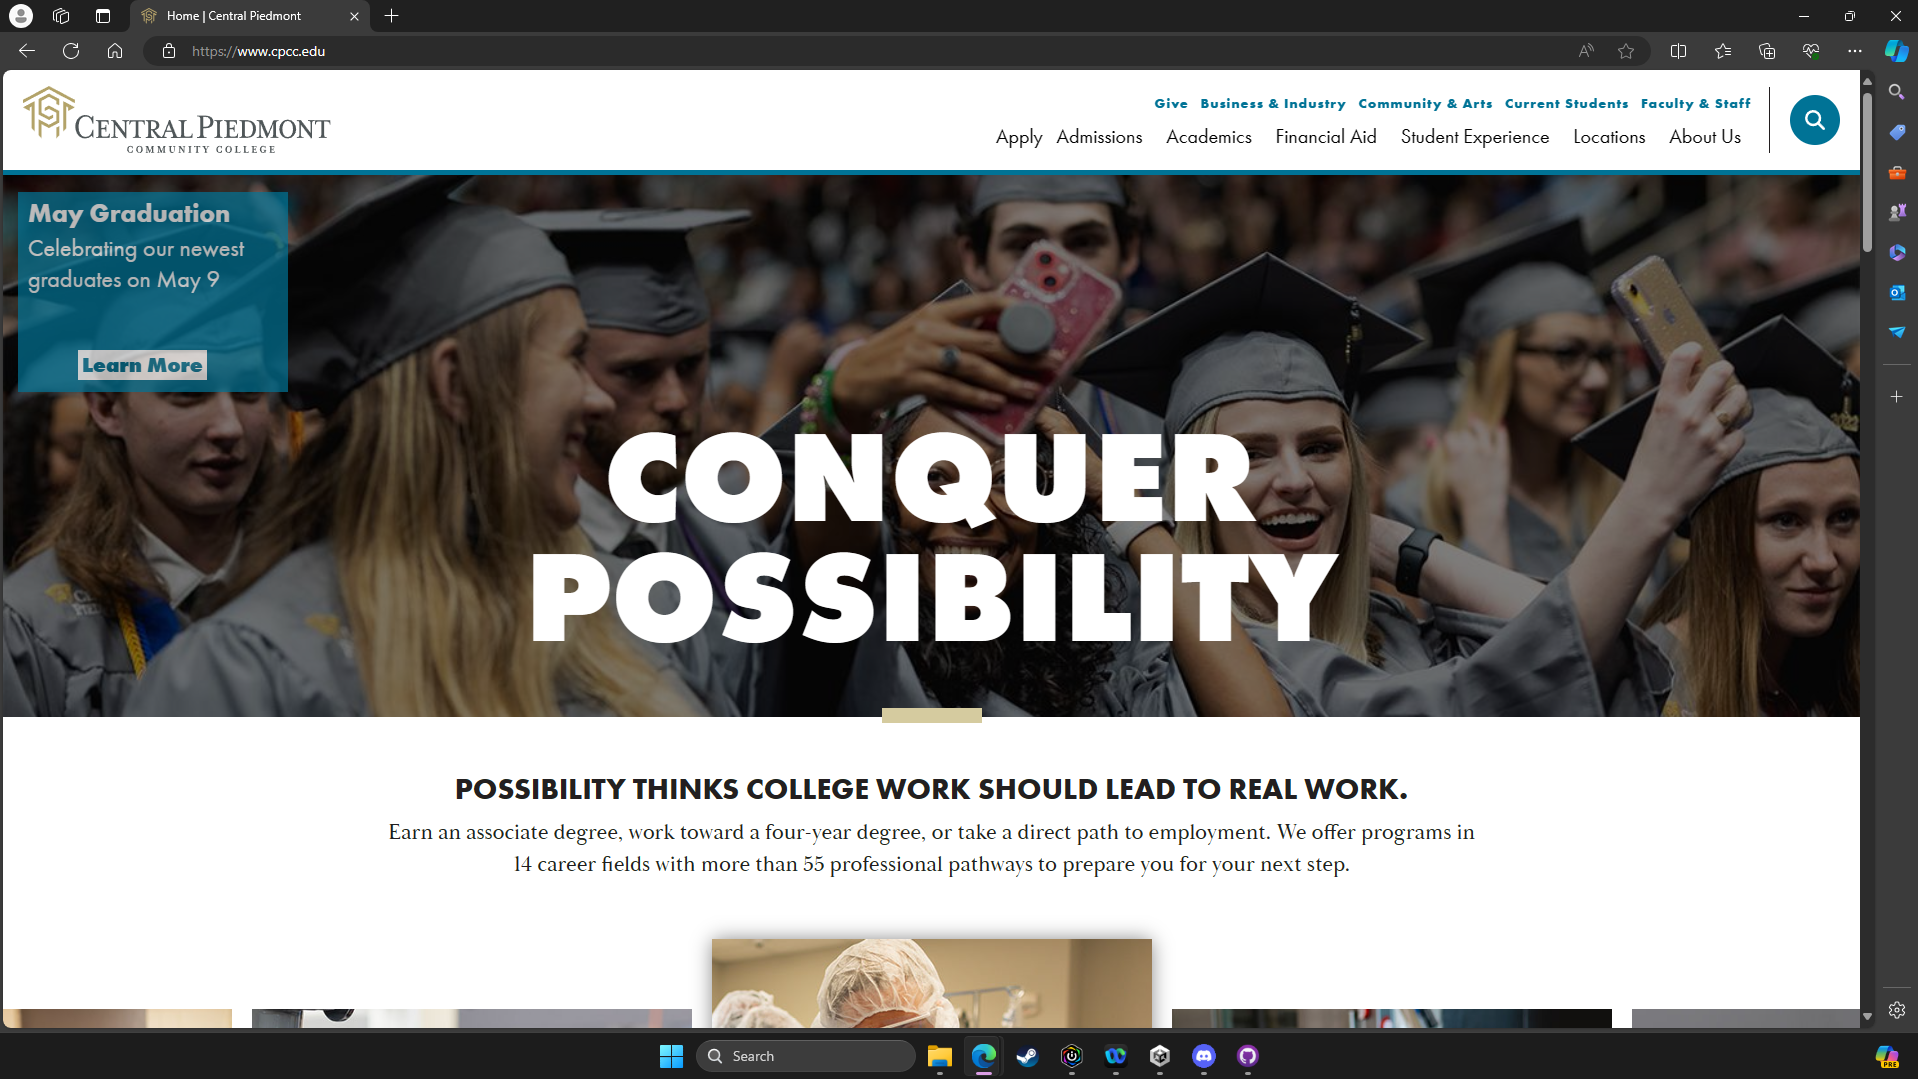 Home | Central Piedmont
https://www.cpcc.edu
CENTRAL PIEDMONT
COMMUNITY COLLEGE
Give Business & Industry Community & Arts Current Students Faculty & Staff
Apply Admissions Academics Financial Aid Student Experience Locations About Us
May Graduation
Celebrating our newest
graduates on May 9
Learn More
CONQUER
POSSIBILITY
POSSIBILITY THINKS COLLEGE WORK SHOULD LEAD TO REAL WORK.
Earn an associate degree, work toward a four-year degree, or take a direct path to employment. We offer programs in
14 career fields with more than 55 professional pathways to prepare you for your next step.
Search
PRE